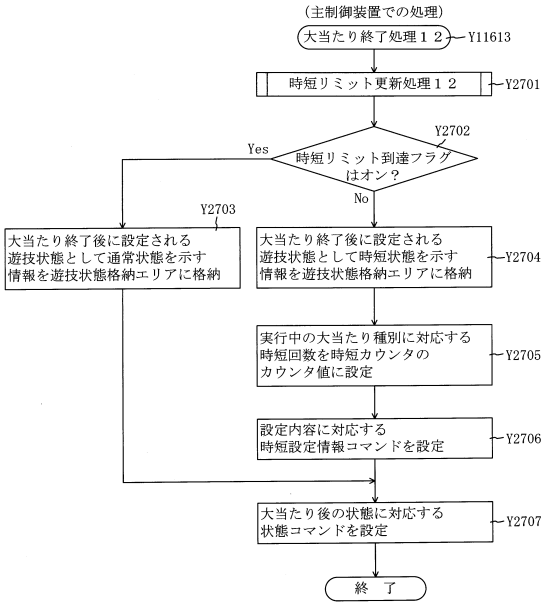 (主制御装置での処理)
大当たり終了処理12
Y11613
時短リミット更新処理12
Y2701
Y2702
時短リミット到達フラグ
はオン?
Yes
No
Y2703
大当たり終了後に設定される
遊技状態として通常状態を示す
情報を遊技状態格納エリアに格納
大当たり終了後に設定される
遊技状態として時短状態を示す
情報を遊技状態格納エリアに格納
Y2704
実行中の大当たり種別に対応する
時短回数を時短カウンタの
カウンタ値に設定
Y2705
設定内容に対応する
時短設定情報コマンドを設定
Y2706
大当たり後の状態に対応する
状態コマンドを設定
Y2707
終 了